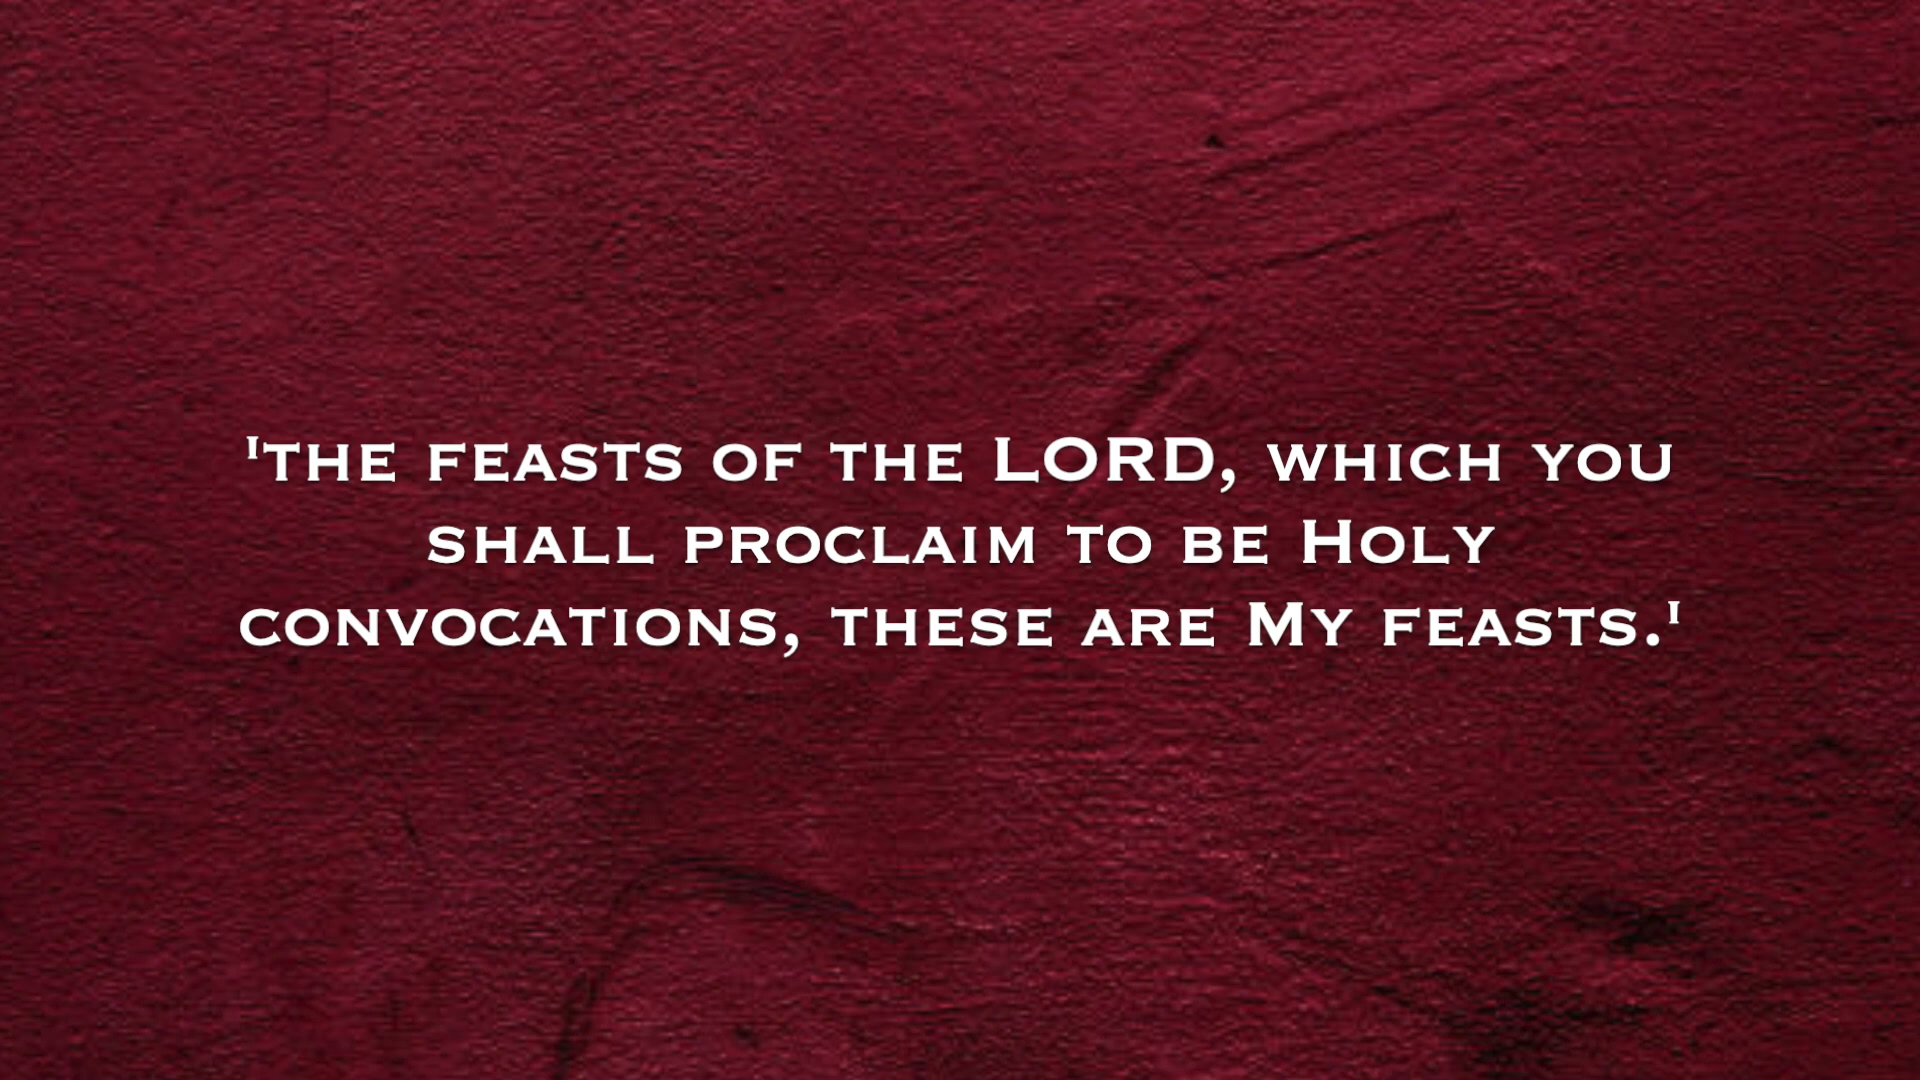 'the feasts of the LORD, which you
shall proclaim to be Holy
convocations, these are My feasts.'